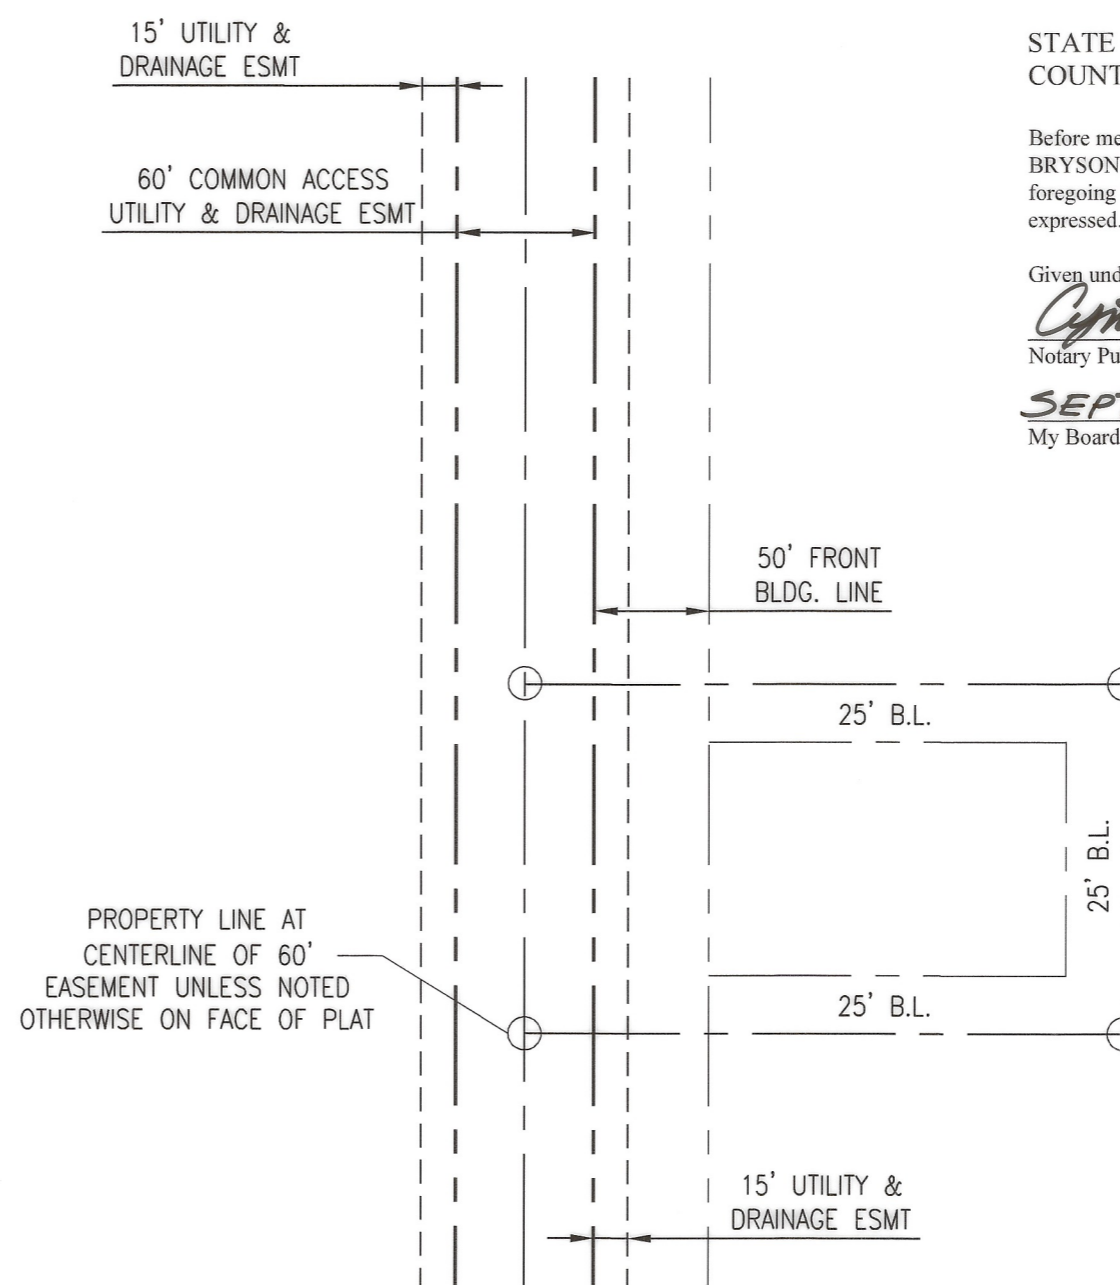 15' UTILITY &
DRAINAGE ESMT
60' COMMON ACCESS
UTILITY & DRAINAGE ESMT
50' FRONT
BLDG. LINE
25' B.L.
25' B.L.
25' B.L.
PROPERTY LINE AT
CENTERLINE OF 60'
EASEMENT UNLESS NOTED
OTHERWISE ON FACE OF PLAT
15' UTILITY &
DRAINAGE ESMT
STATE
COUNT
Before me
BRYSON
foregoing
expressed.
Given und
Notary Pu
SEPT
My Board